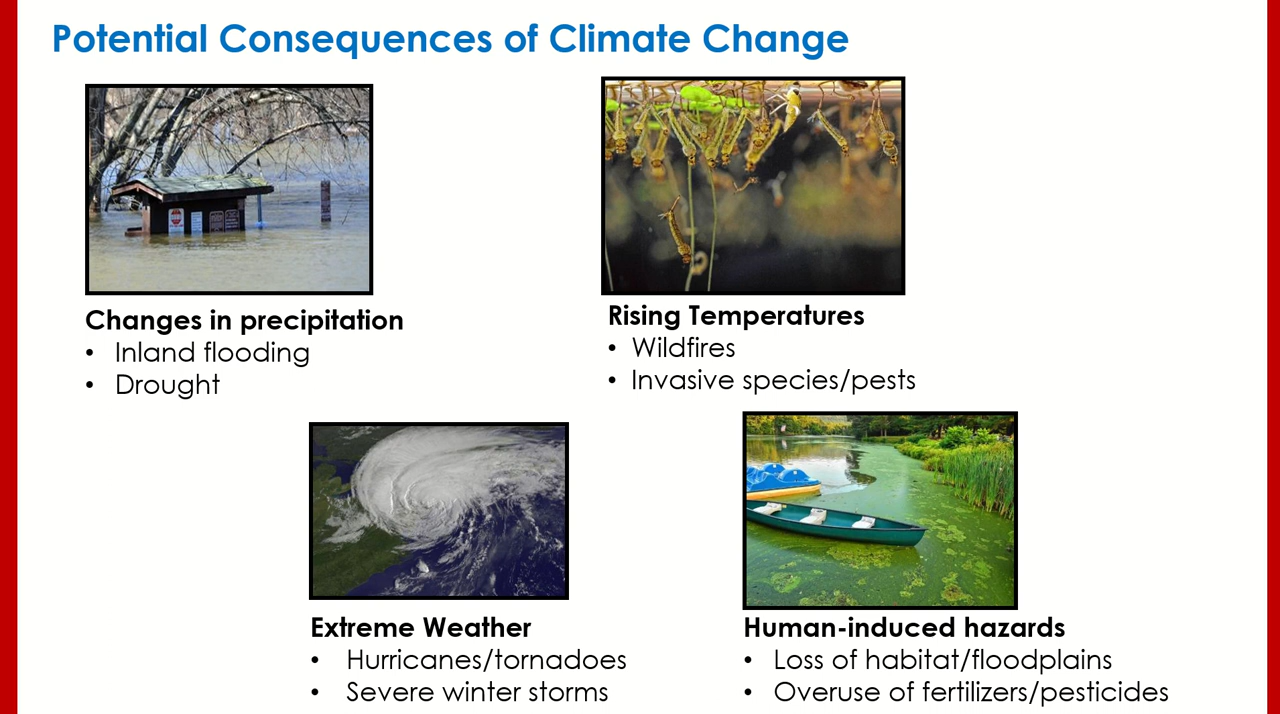 Potential Consequences of Climate Change
Changes in precipitation
• Inland flooding
• Drought
Rising Temperatures
• Wildfires
• Invasive species/pests
Extreme Weather
• Hurricanes/tornadoes
• Severe winter storms
Human-induced hazards
• Loss of habitat/floodplains
• Overuse of fertilizers/pesticides